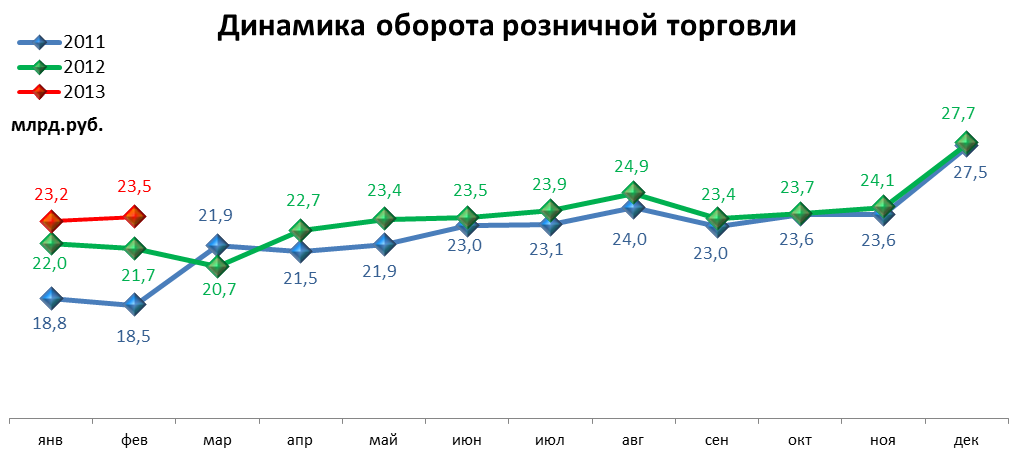 Динамика оборота розничной торговли
2011
2012
2013
млрд.руб.
23,2 23,5
22,0 21,7 20,7 22,7 23,4 23,5 23,9 24,9 23,4 23,7 24,1 27,7
18,8 18,5 21,9 21,5 21,9 23,0 23,1 24,0 23,0 23,6 23,6 27,5
янв фев мар апр май июн июл авг сен окт ноя дек